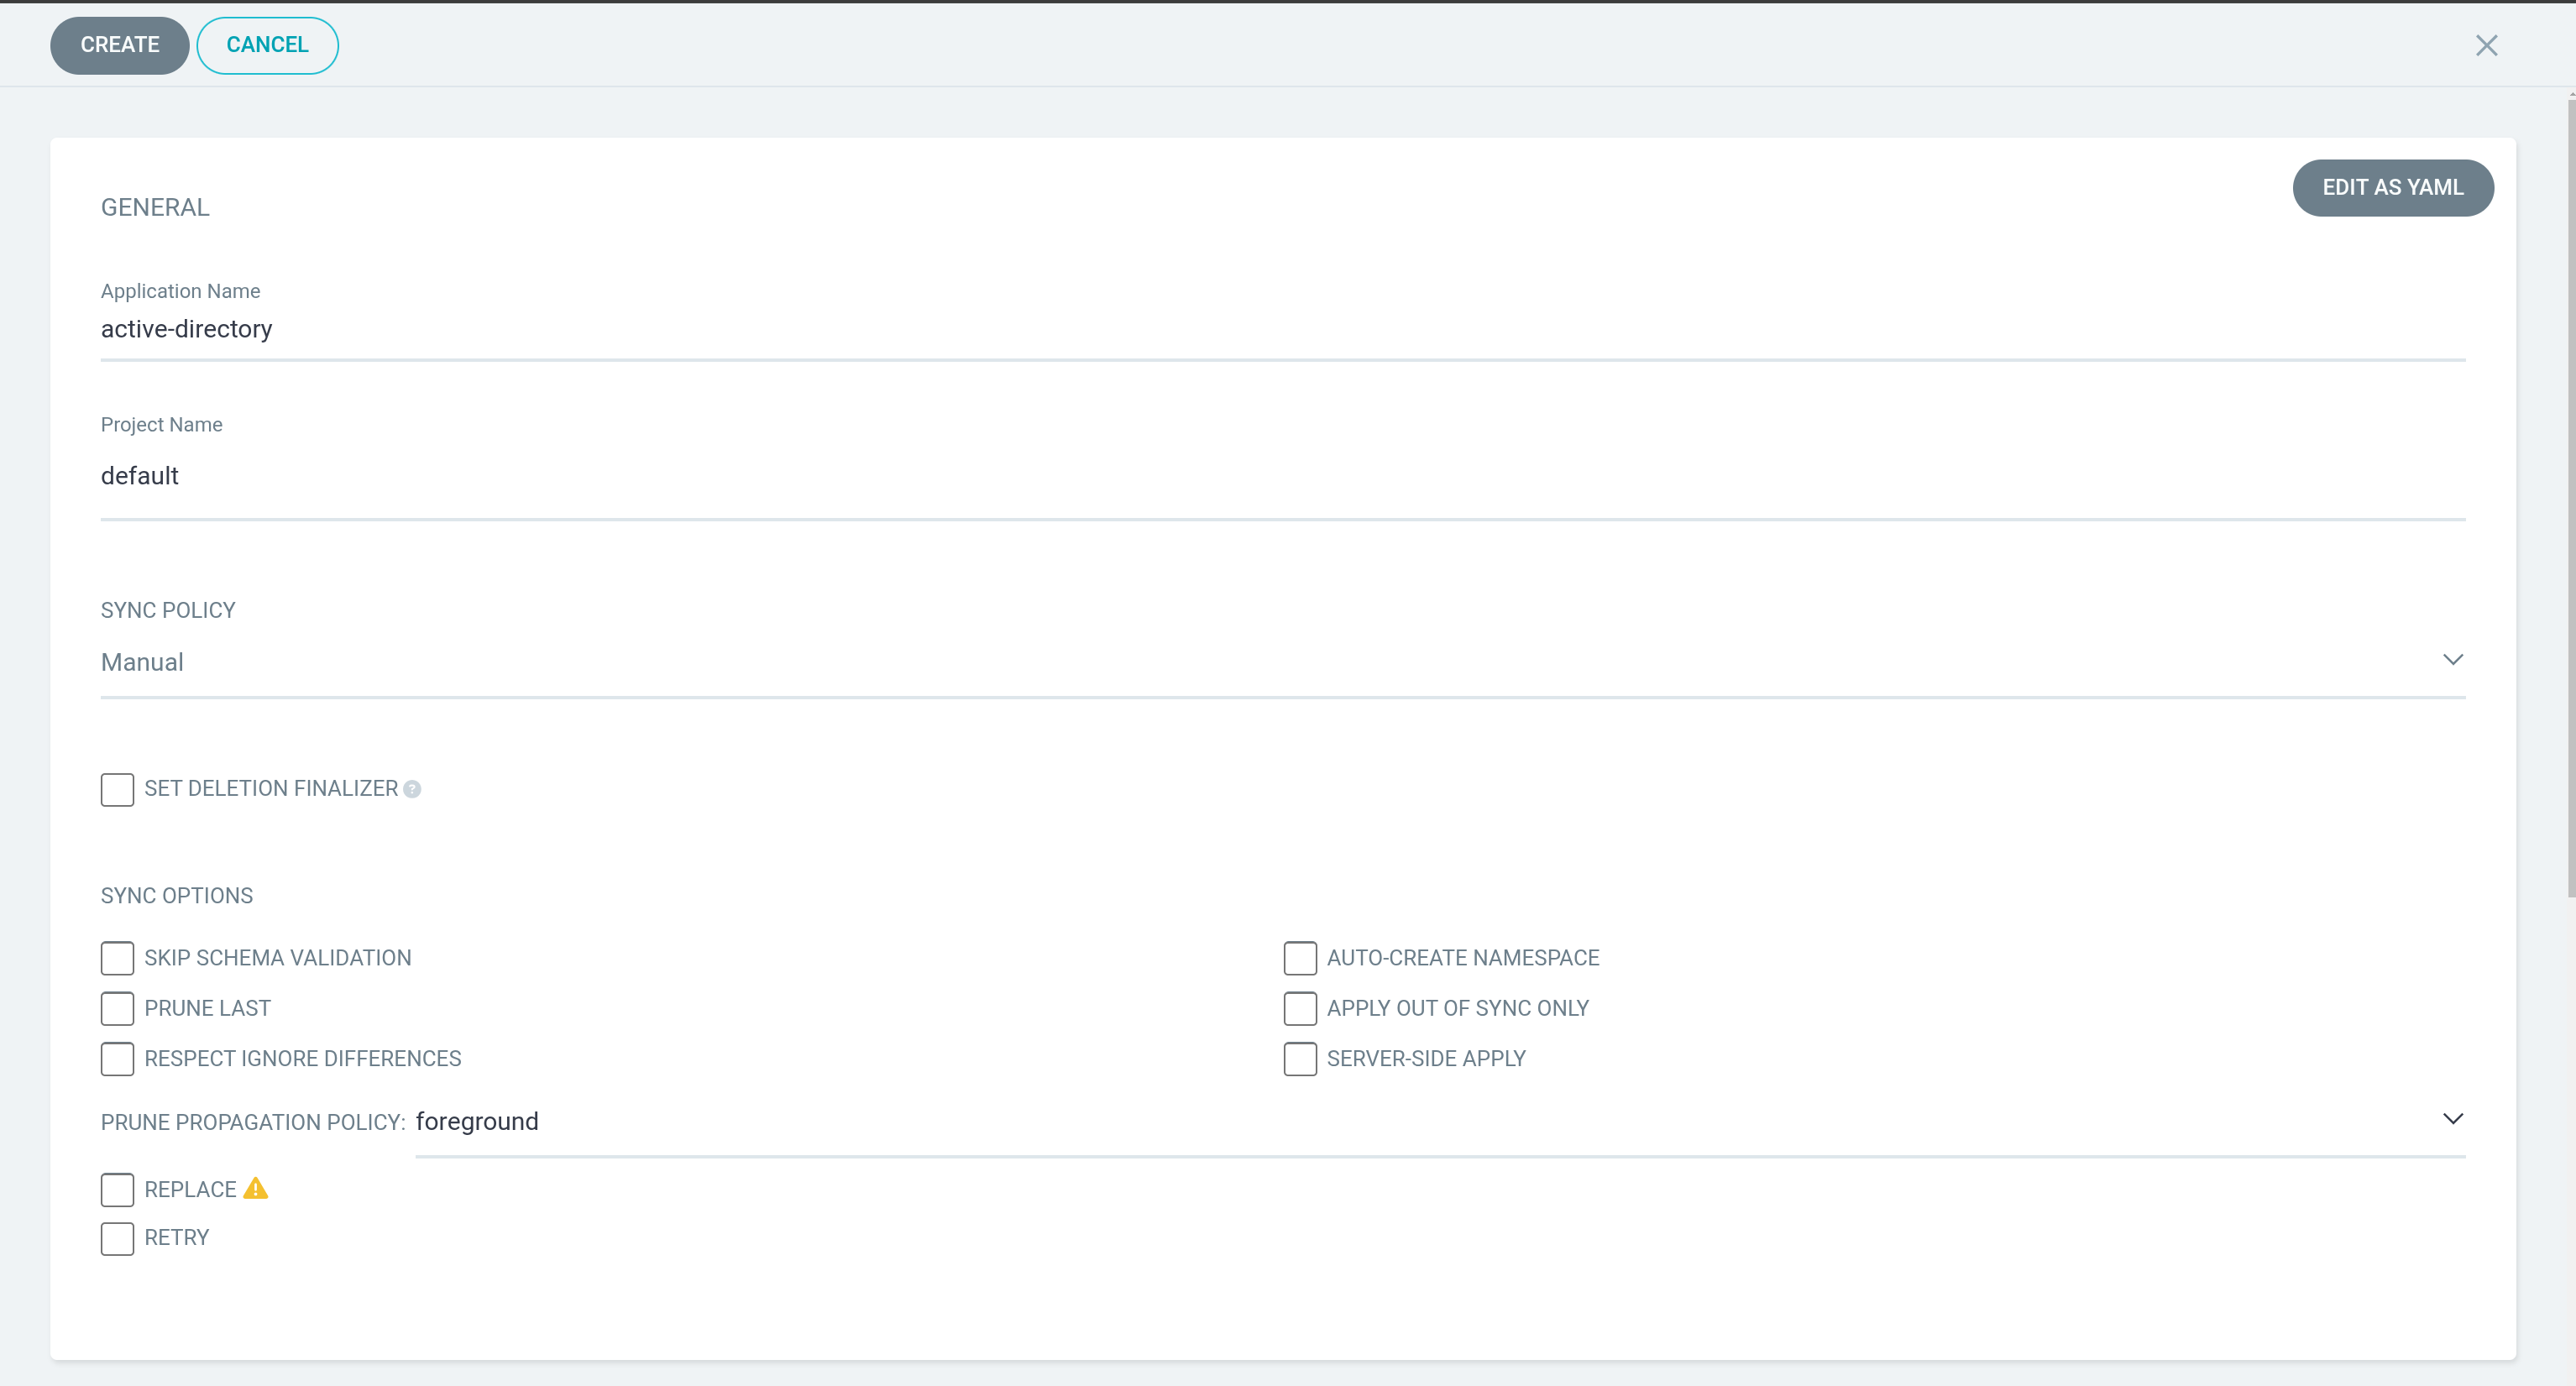 CREATE CANCEL
GENERAL
EDIT AS YAML
Application Name
active-directory
Project Name
default
SYNC POLICY
Manual
SET DELETION FINALIZER ?
SYNC OPTIONS
SKIP SCHEMA VALIDATION
AUTO-CREATE NAMESPACE
PRUNE LAST
APPLY OUT OF SYNC ONLY
RESPECT IGNORE DIFFERENCES
SERVER-SIDE APPLY
PRUNE PROPAGATION POLICY: foreground
REPLACE
RETRY